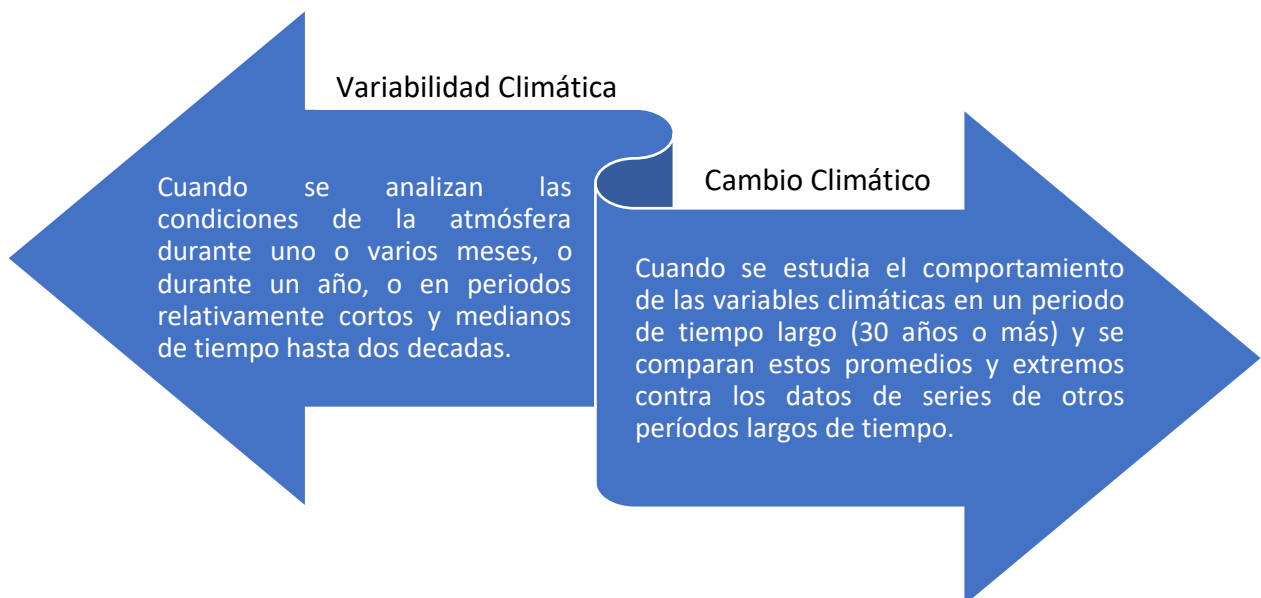 Variabilidad Climática
Cuando se analizan las
condiciones de la atmósfera
durante uno o varios meses, o
durante un año, o en periodos
relativamente cortos y medianos
de tiempo hasta dos decadas.
Cambio Climático
Cuando se estudia el comportamiento
de las variables climáticas en un periodo
de tiempo largo (30 años o más) y se
comparan estos promedios y extremos
contra los datos de series de otros
períodos largos de tiempo.